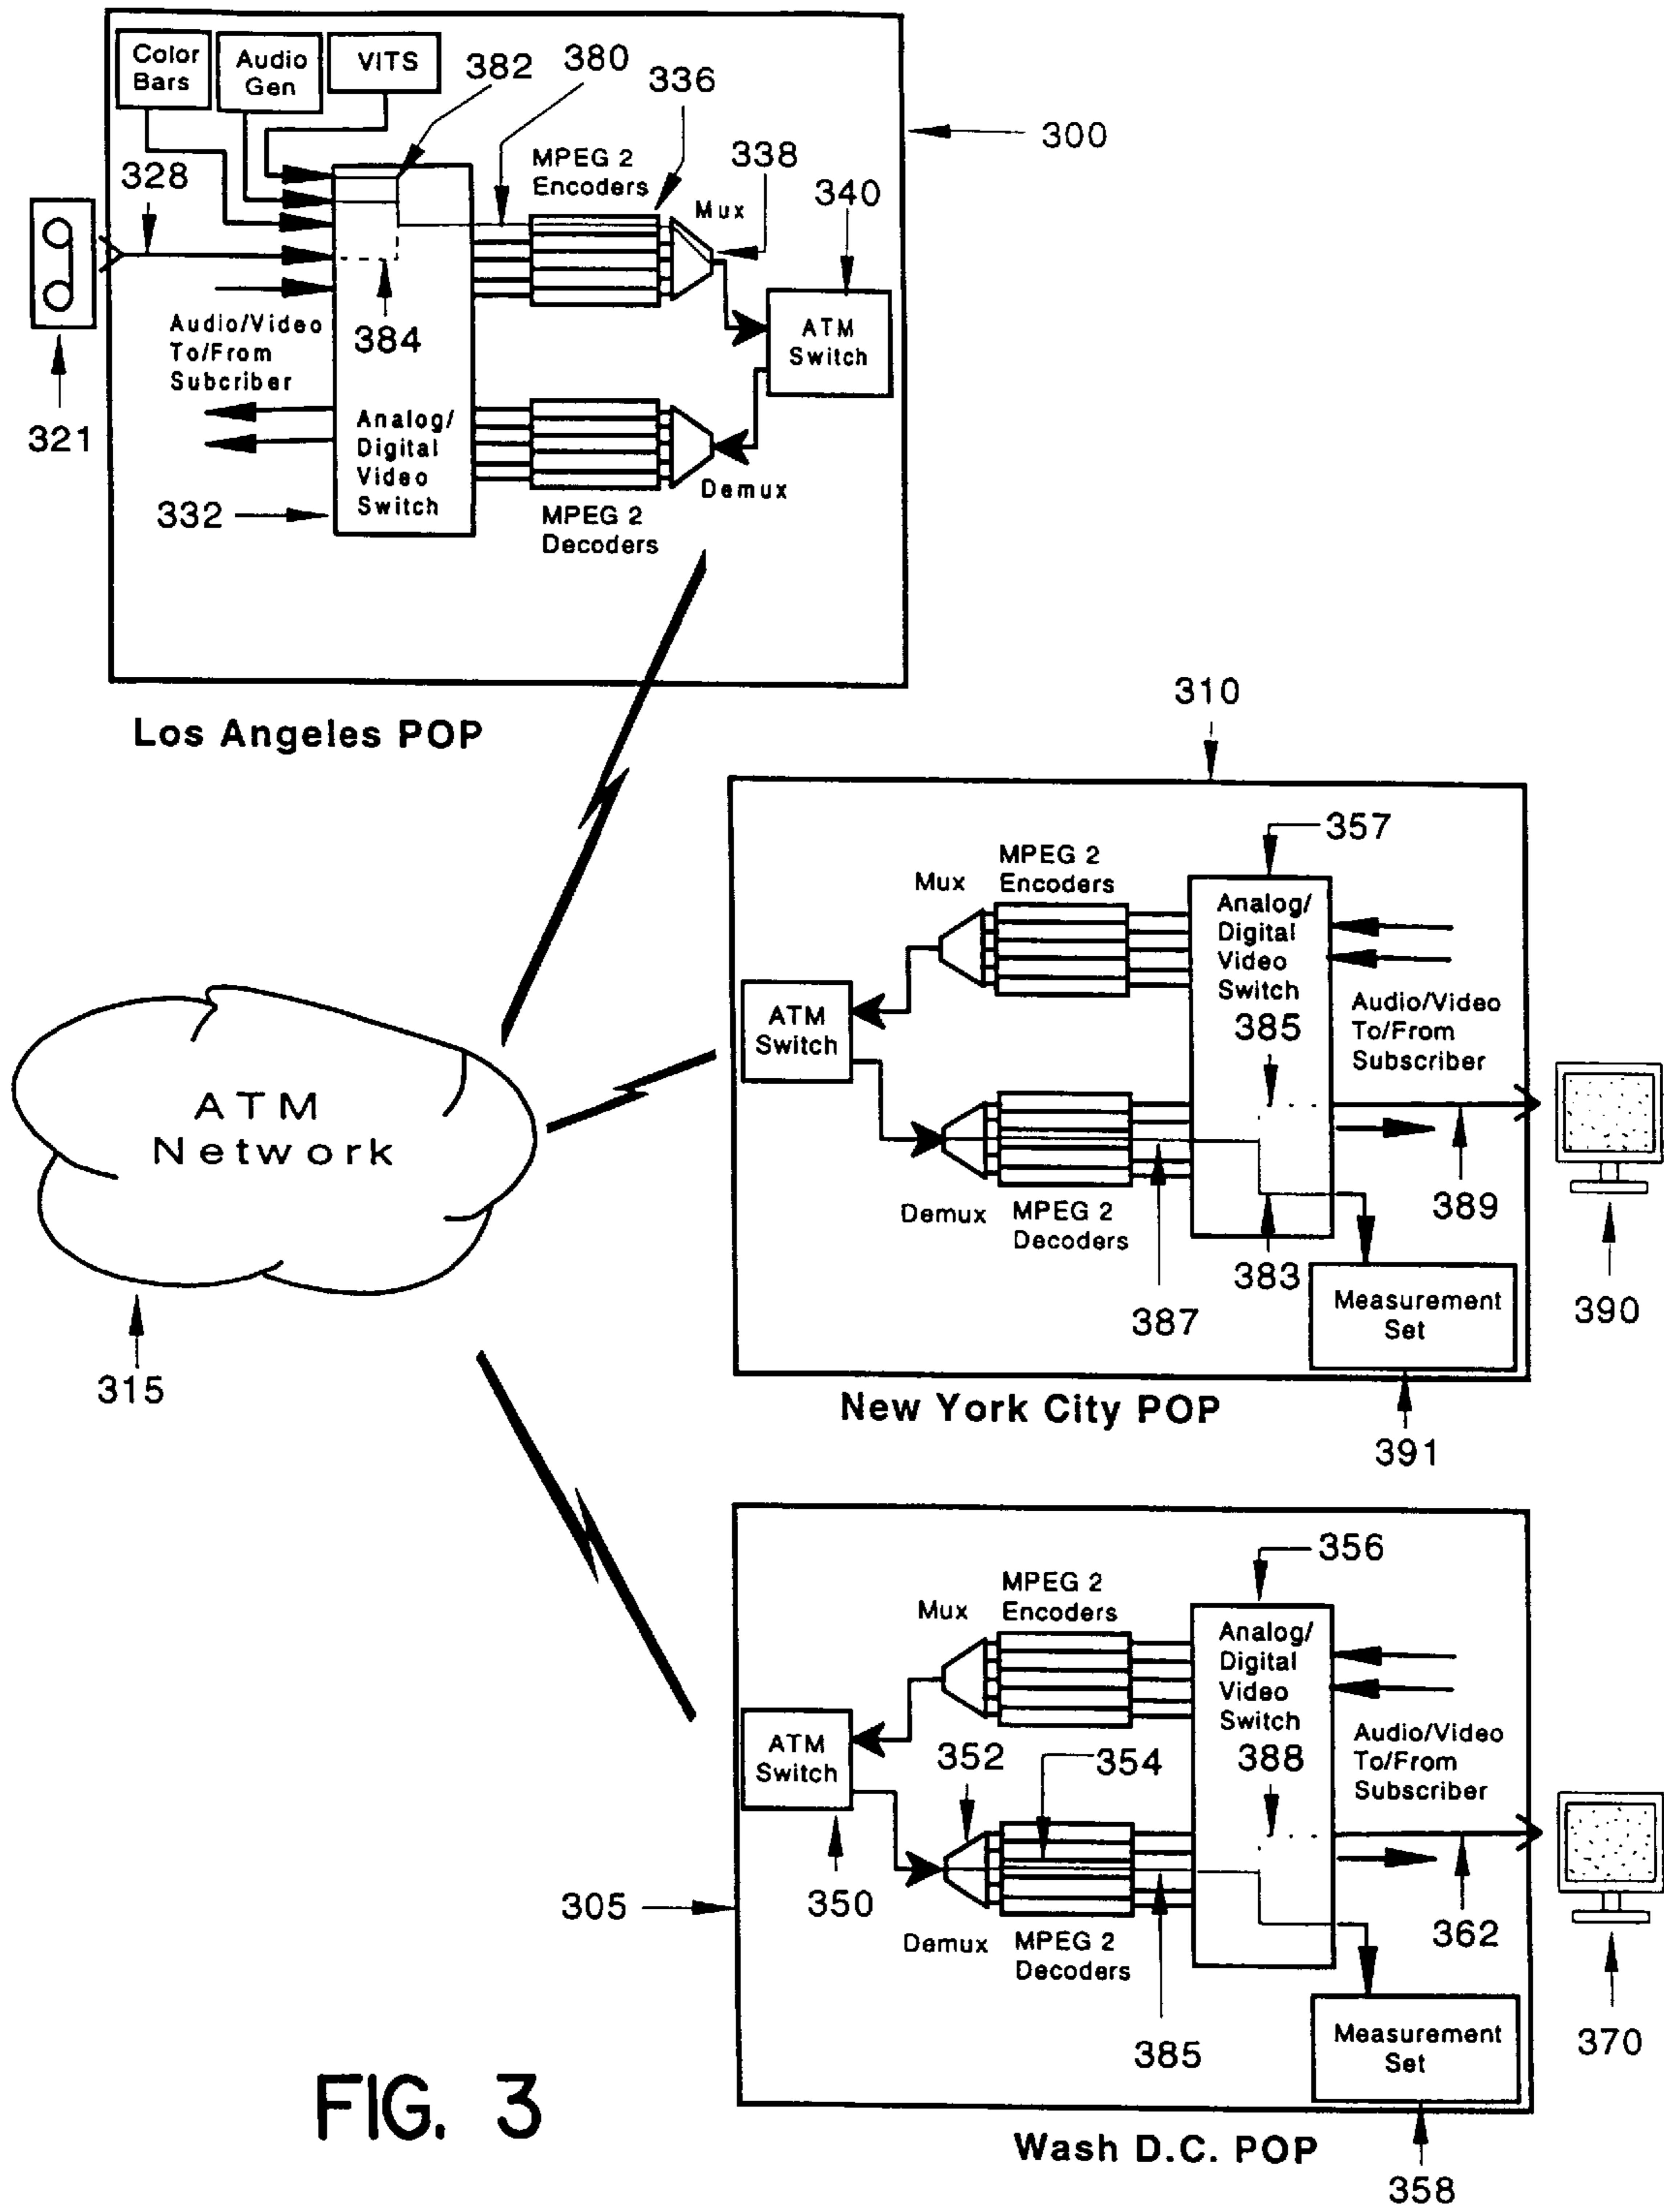 Color
Bars
Audio
Gen
VITS
382
380
336
300
328
MPEG 2
Encoders
338
Mux
340
321
Audio/Video
To/From
Subcriber
384
ATM
Switch
Analog/
Digital
Video
Switch
332
Demux
MPEG 2
Decoders
Los Angeles POP
310
357
Mux
MPEG 2
Encoders
Analog/
Digital
Video
Switch
385
ATM
Switch
Audio/Video
To/From
Subscriber
ATM
Network
315
Demux
MPEG 2
Decoders
387
383
389
390
Measurement
Set
New York City POP
391
356
Mux
MPEG 2
Encoders
Analog/
Digital
Video
Switch
388
ATM
Switch
352
354
Audio/Video
To/From
Subscriber
305
350
Demux
MPEG 2
Decoders
385
362
370
Measurement
Set
Wash D.C. POP
358
FIG. 3